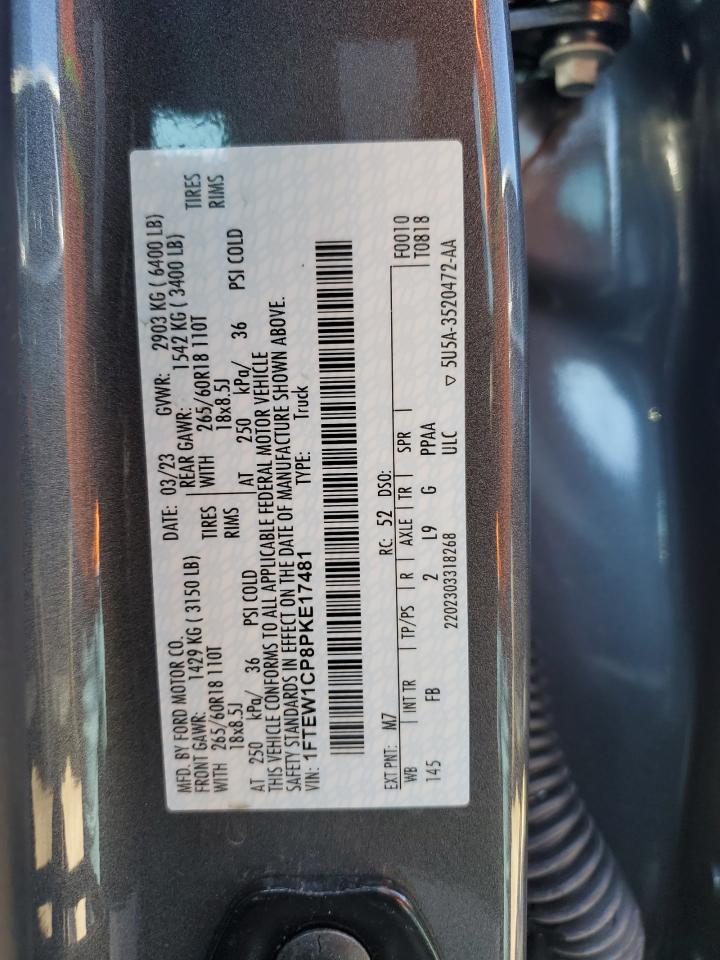 MFD. BY FORD MOTOR CO. DATE: 03/23 GVWR: 2903 KG ( 6400 LB)
FRONT GAWR: 1429 KG ( 3150 LB) REAR GAWR: 1542 KG ( 3400 LB)
WITH 265/60R18 110T TIRES WITH 265/60R18 110T TIRES
18x8.5J RIMS 18x8.5J RIMS
AT 250 kPa/ 36 PSI COLD AT 250 kPa/ 36 PSI COLD
THIS VEHICLE CONFORMS TO ALL APPLICABLE FEDERAL MOTOR VEHICLE
SAFETY STANDARDS IN EFFECT ON THE DATE OF MANUFACTURE SHOWN ABOVE.
VIN: 1FTEW1CP8PKE17481 TYPE: Truck
EXT PNT: M7 RC: 52 DSO: F0010
WB INT TR TP/PS R AXLE TR SPR T0818
145 FB 2 L9 G PPAA
2202303318268 ULC ▽ 5U5A-3520472-AA